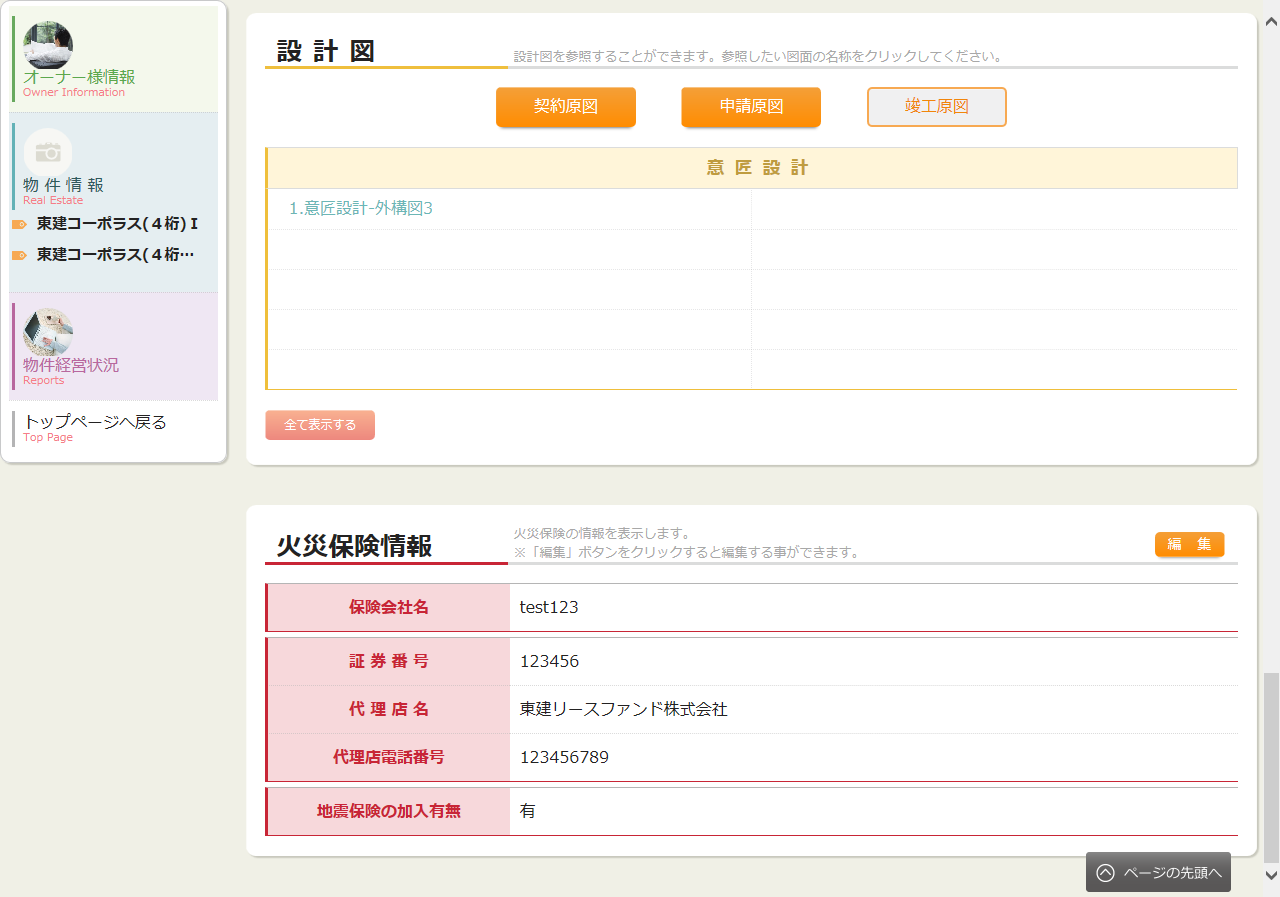 オーナー様情報
Owner Information
物 件 情 報
Real Estate
東建コーポラス(４桁)Ⅰ
東建コーポラス(４桁…
物件経営状況
Reports
トップページへ戻る
Top Page
設 計 図
設計図を参照することができます。参照したい図面の名称をクリックしてください。
契約原図
申請原図
竣工原図
意 匠 設 計
1.意匠設計-外構図3
全て表示する
火災保険情報
火災保険の情報を表示します。
※「編集」ボタンをクリックすると編集する事ができます。
編　集
保険会社名 test123
証 券 番 号 123456
代 理 店 名 東建リースファンド株式会社
代理店電話番号 123456789
地震保険の加入有無 有
ページの先頭へ